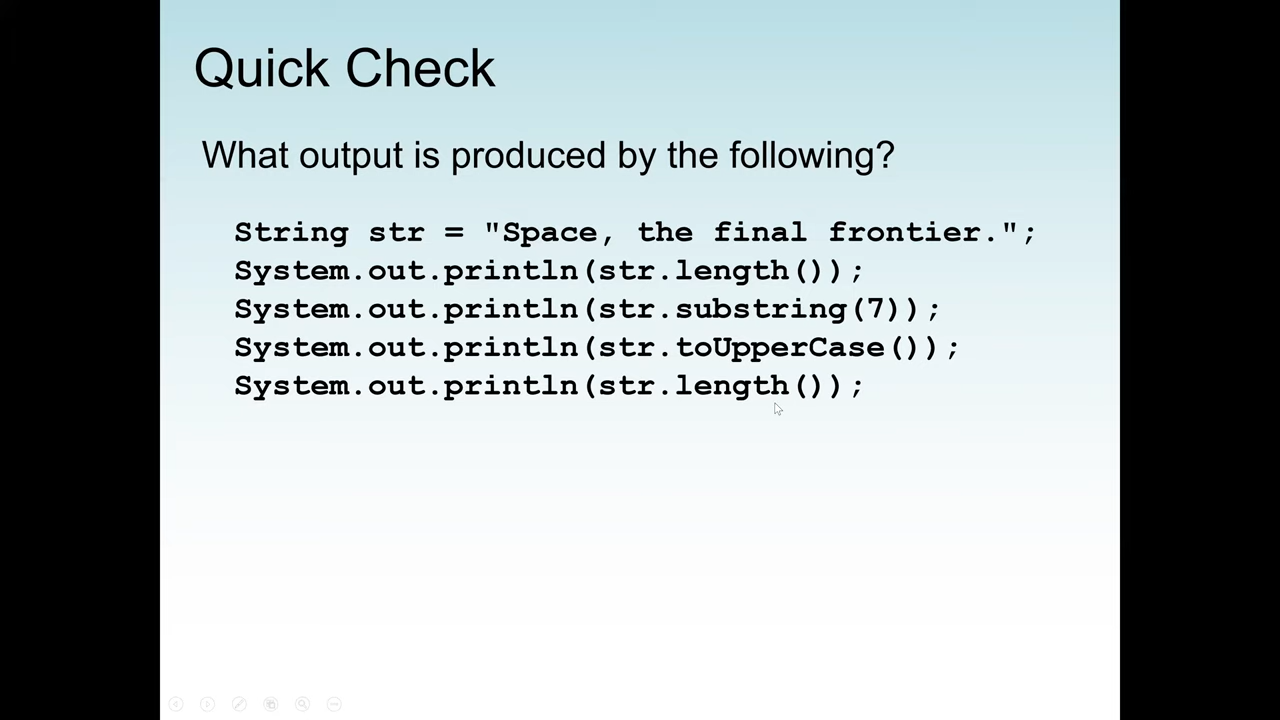 Quick Check
What output is produced by the following?
String str = "Space, the final frontier.";
System.out.println(str.length());
System.out.println(str.substring(7));
System.out.println(str.toUpperCase());
System.out.println(str.length());